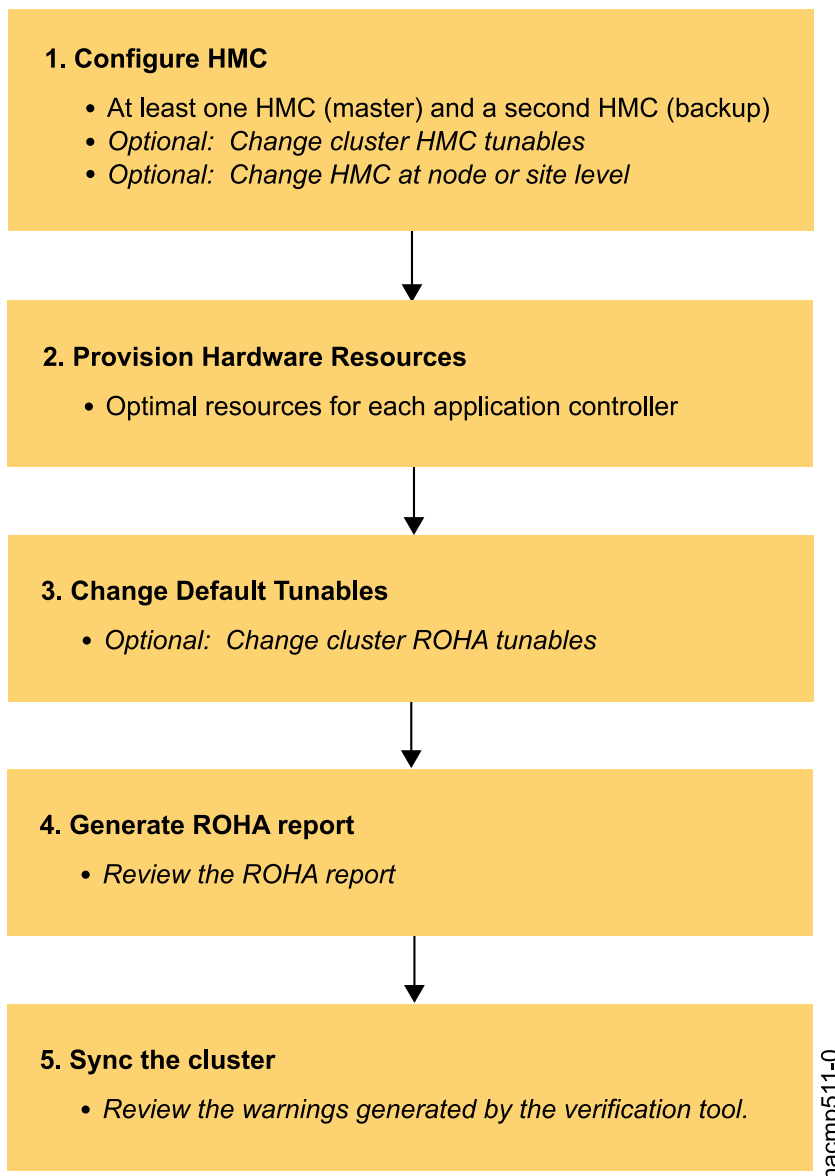 1. Configure HMC
• At least one HMC (master) and a second HMC (backup)
• Optional: Change cluster HMC tunables
• Optional: Change HMC at node or site level
2. Provision Hardware Resources
• Optimal resources for each application controller
3. Change Default Tunables
• Optional: Change cluster ROHA tunables
4. Generate ROHA report
• Review the ROHA report
5. Sync the cluster
• Review the warnings generated by the verification tool.